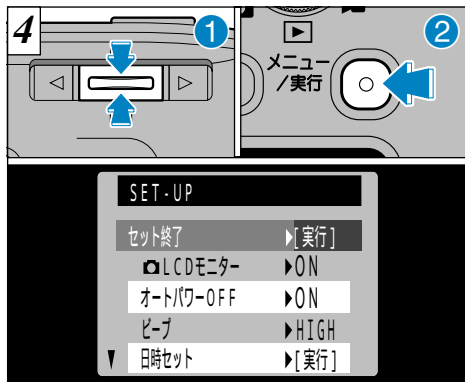 4
1
2
メニュー
／実行
SET-UP
セット終了 ▶[実行]
LCDモニター ▶ON
オートパワーOFF ▶ON
ビープ ▶HIGH
日時セット ▶[実行]